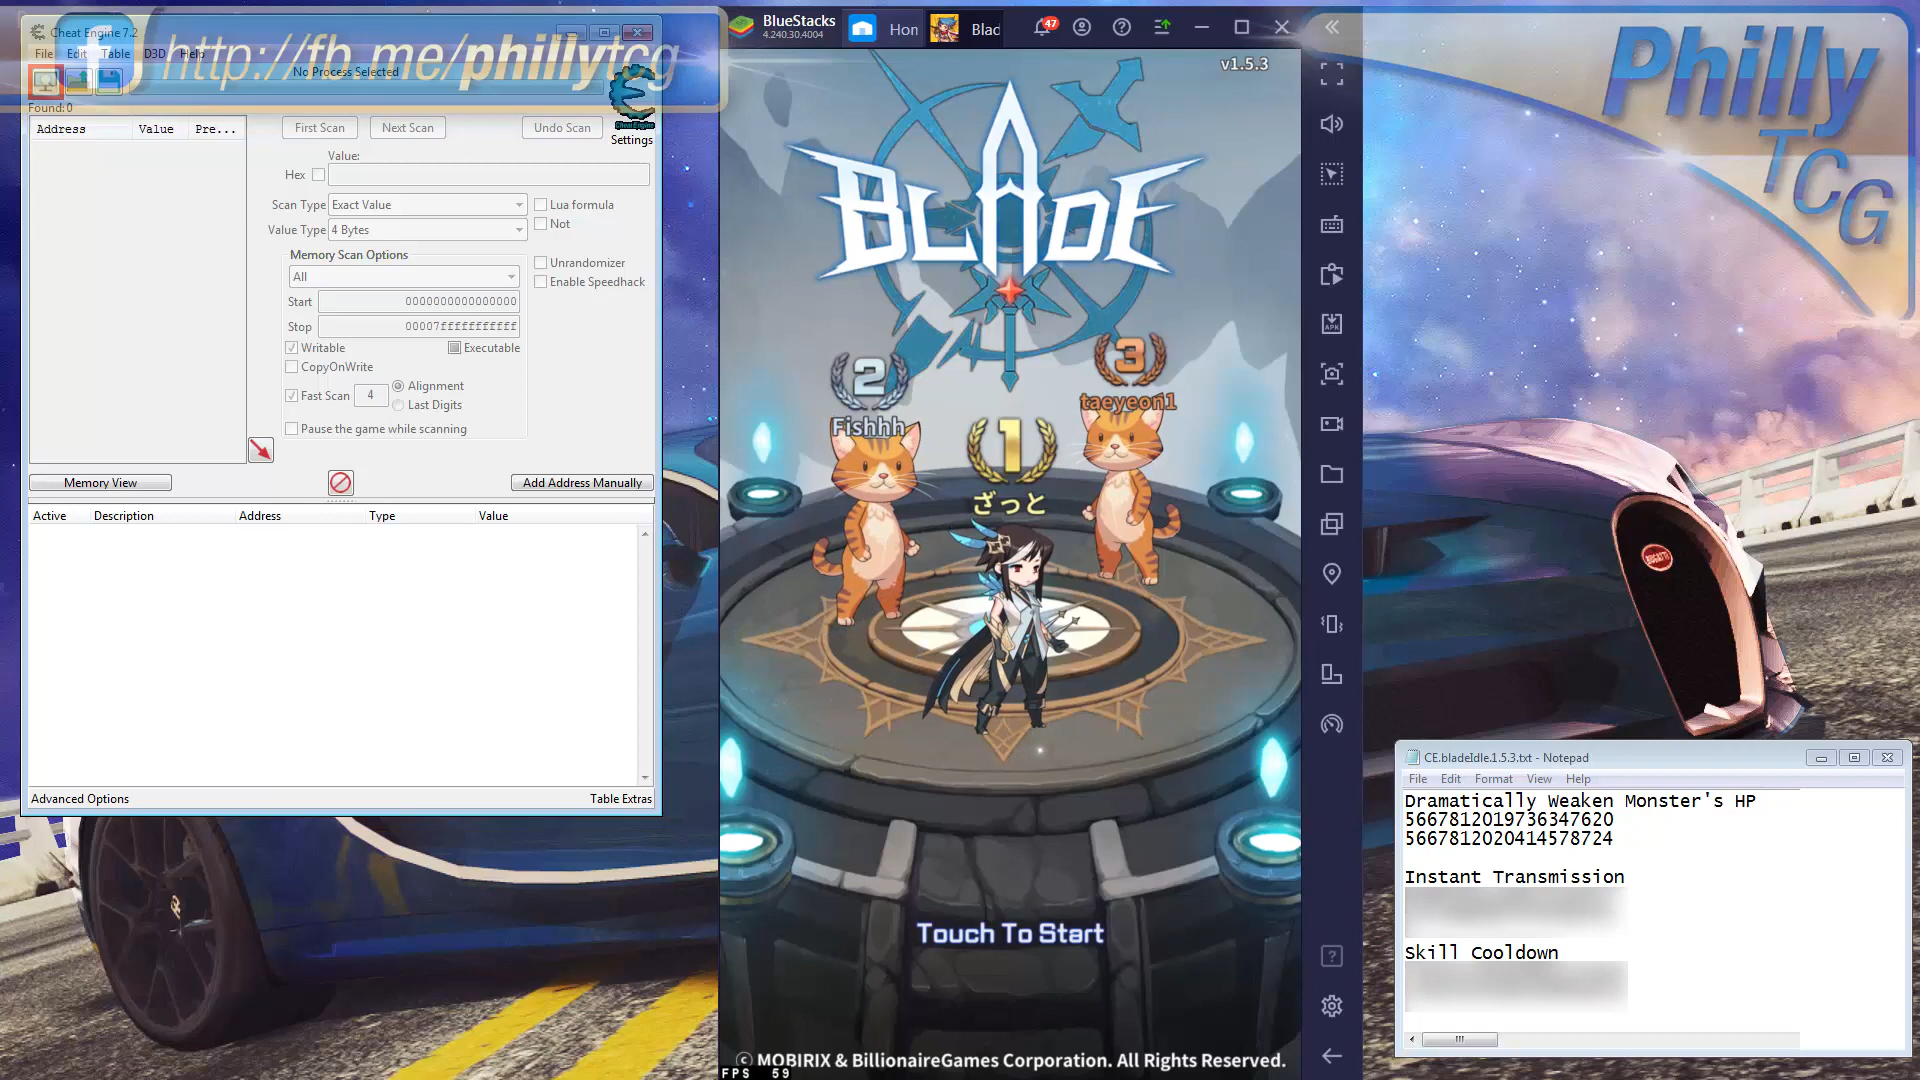 Cheat Engine 7.2
File Edit Table D3D Help
http://fb.me/phillytcg
No Process Selected
Found:0
Address Value Pre...
First Scan Next Scan Undo Scan
Cheat Engine
Settings
Value:
Hex
Scan Type Exact Value
Lua formula
Not
Value Type 4 Bytes
Memory Scan Options
All
Unrandomizer
Enable Speedhack
Start 0000000000000000
Stop 00007fffffffffff
Writable Executable
CopyOnWrite
Fast Scan 4 Alignment
Last Digits
Pause the game while scanning
Memory View Add Address Manually
Active Description Address Type Value
Advanced Options Table Extras
BlueStacks
4.240.30.4004
Hon
Blad
47
v1.5.3
BLADE
2
Fishhh
1
ざっと
3
taeyeon1
Touch To Start
© MOBIRIX & BillionaireGames Corporation. All Rights Reserved.
FPS 59
APK
Philly
TCG
BUGATTI
CE.bladeIdle.1.5.3.txt - Notepad
File Edit Format View Help
Dramatically Weaken Monster's HP
5667812019736347620
5667812020414578724
Instant Transmission
Skill Cooldown